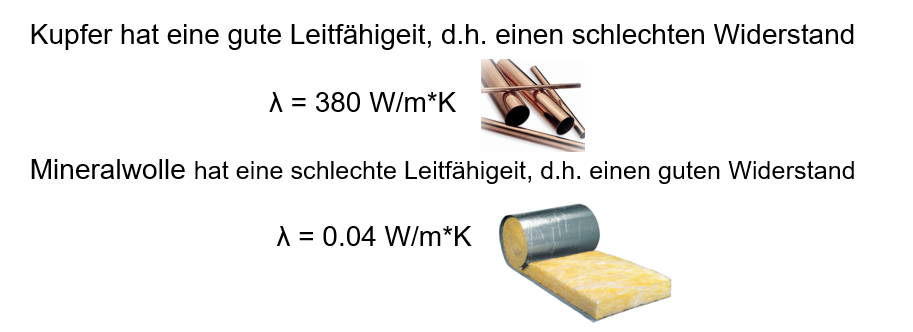 Kupfer hat eine gute Leitfähigeit, d.h. einen schlechten Widerstand
λ = 380 W/m*K
Mineralwolle hat eine schlechte Leitfähigeit, d.h. einen guten Widerstand
λ = 0.04 W/m*K